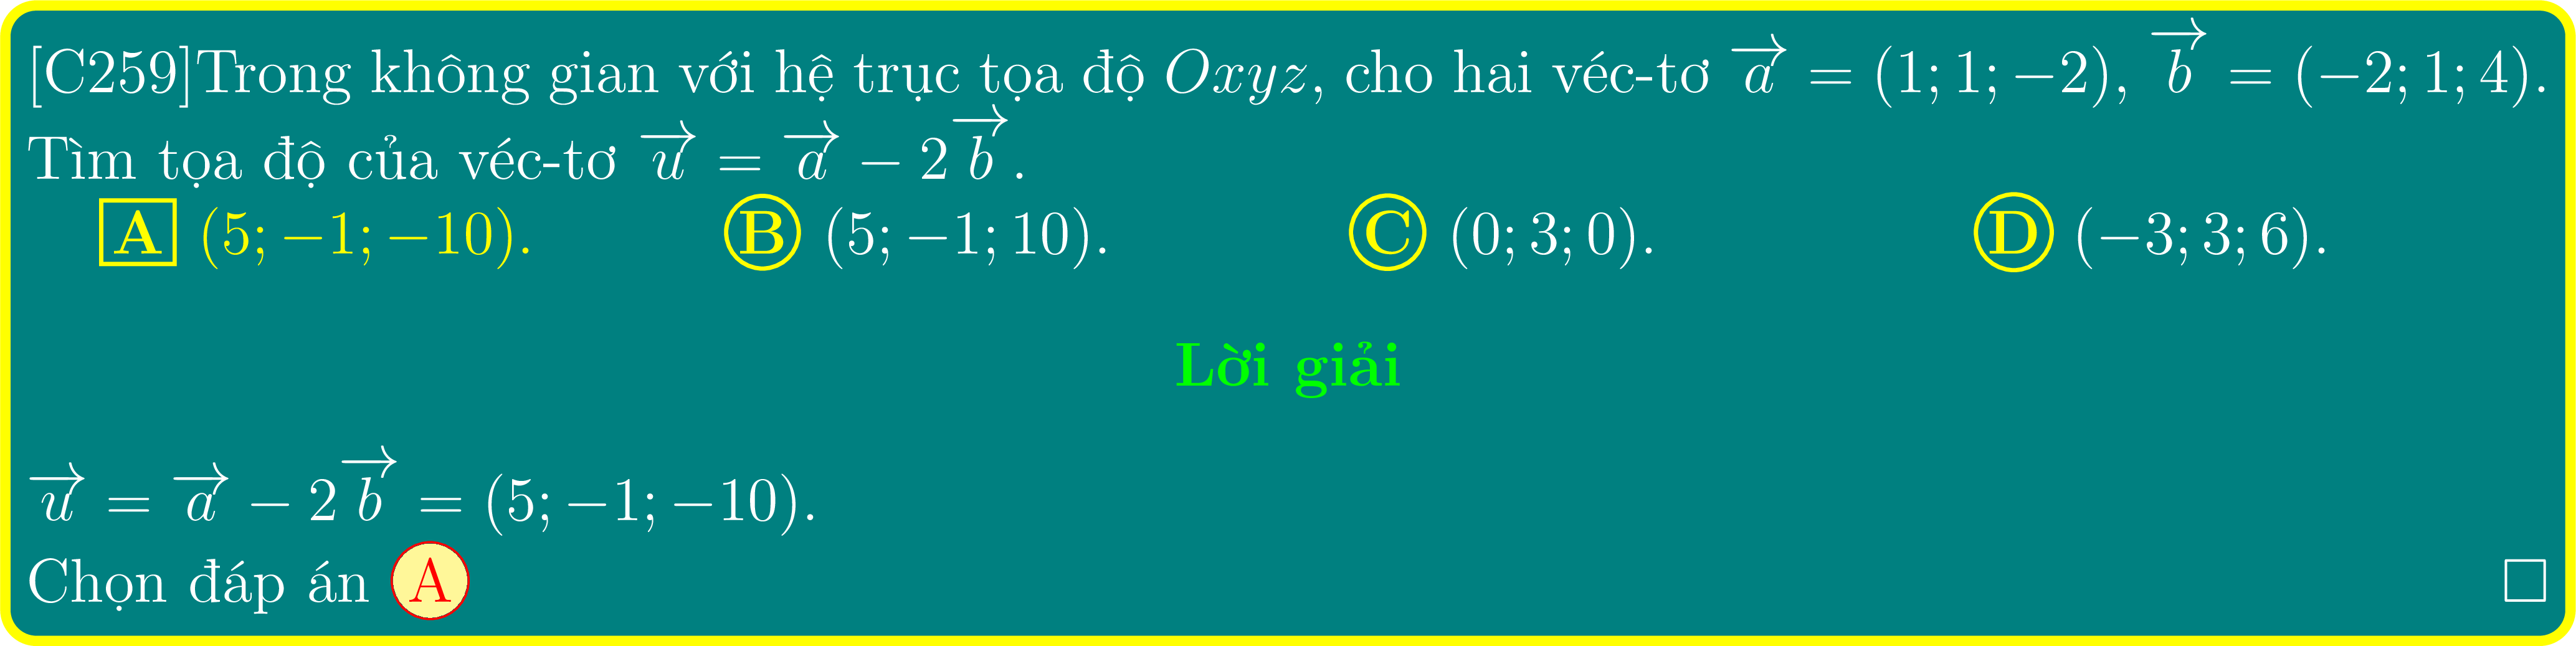 [C259]Trong không gian với hệ trục tọa độ Oxyz, cho hai véc-tơ $\overrightarrow{a}$ = (1; 1; −2), $\overrightarrow{b}$ = (−2; 1; 4).
Tìm tọa độ của véc-tơ $\overrightarrow{u}$ = $\overrightarrow{a}$ − 2$\overrightarrow{b}$.
A (5; −1; −10). B (5; −1; 10). C (0; 3; 0). D (−3; 3; 6).
Lời giải
$\overrightarrow{u}$ = $\overrightarrow{a}$ − 2$\overrightarrow{b}$ = (5; −1; −10).
Chọn đáp án A □